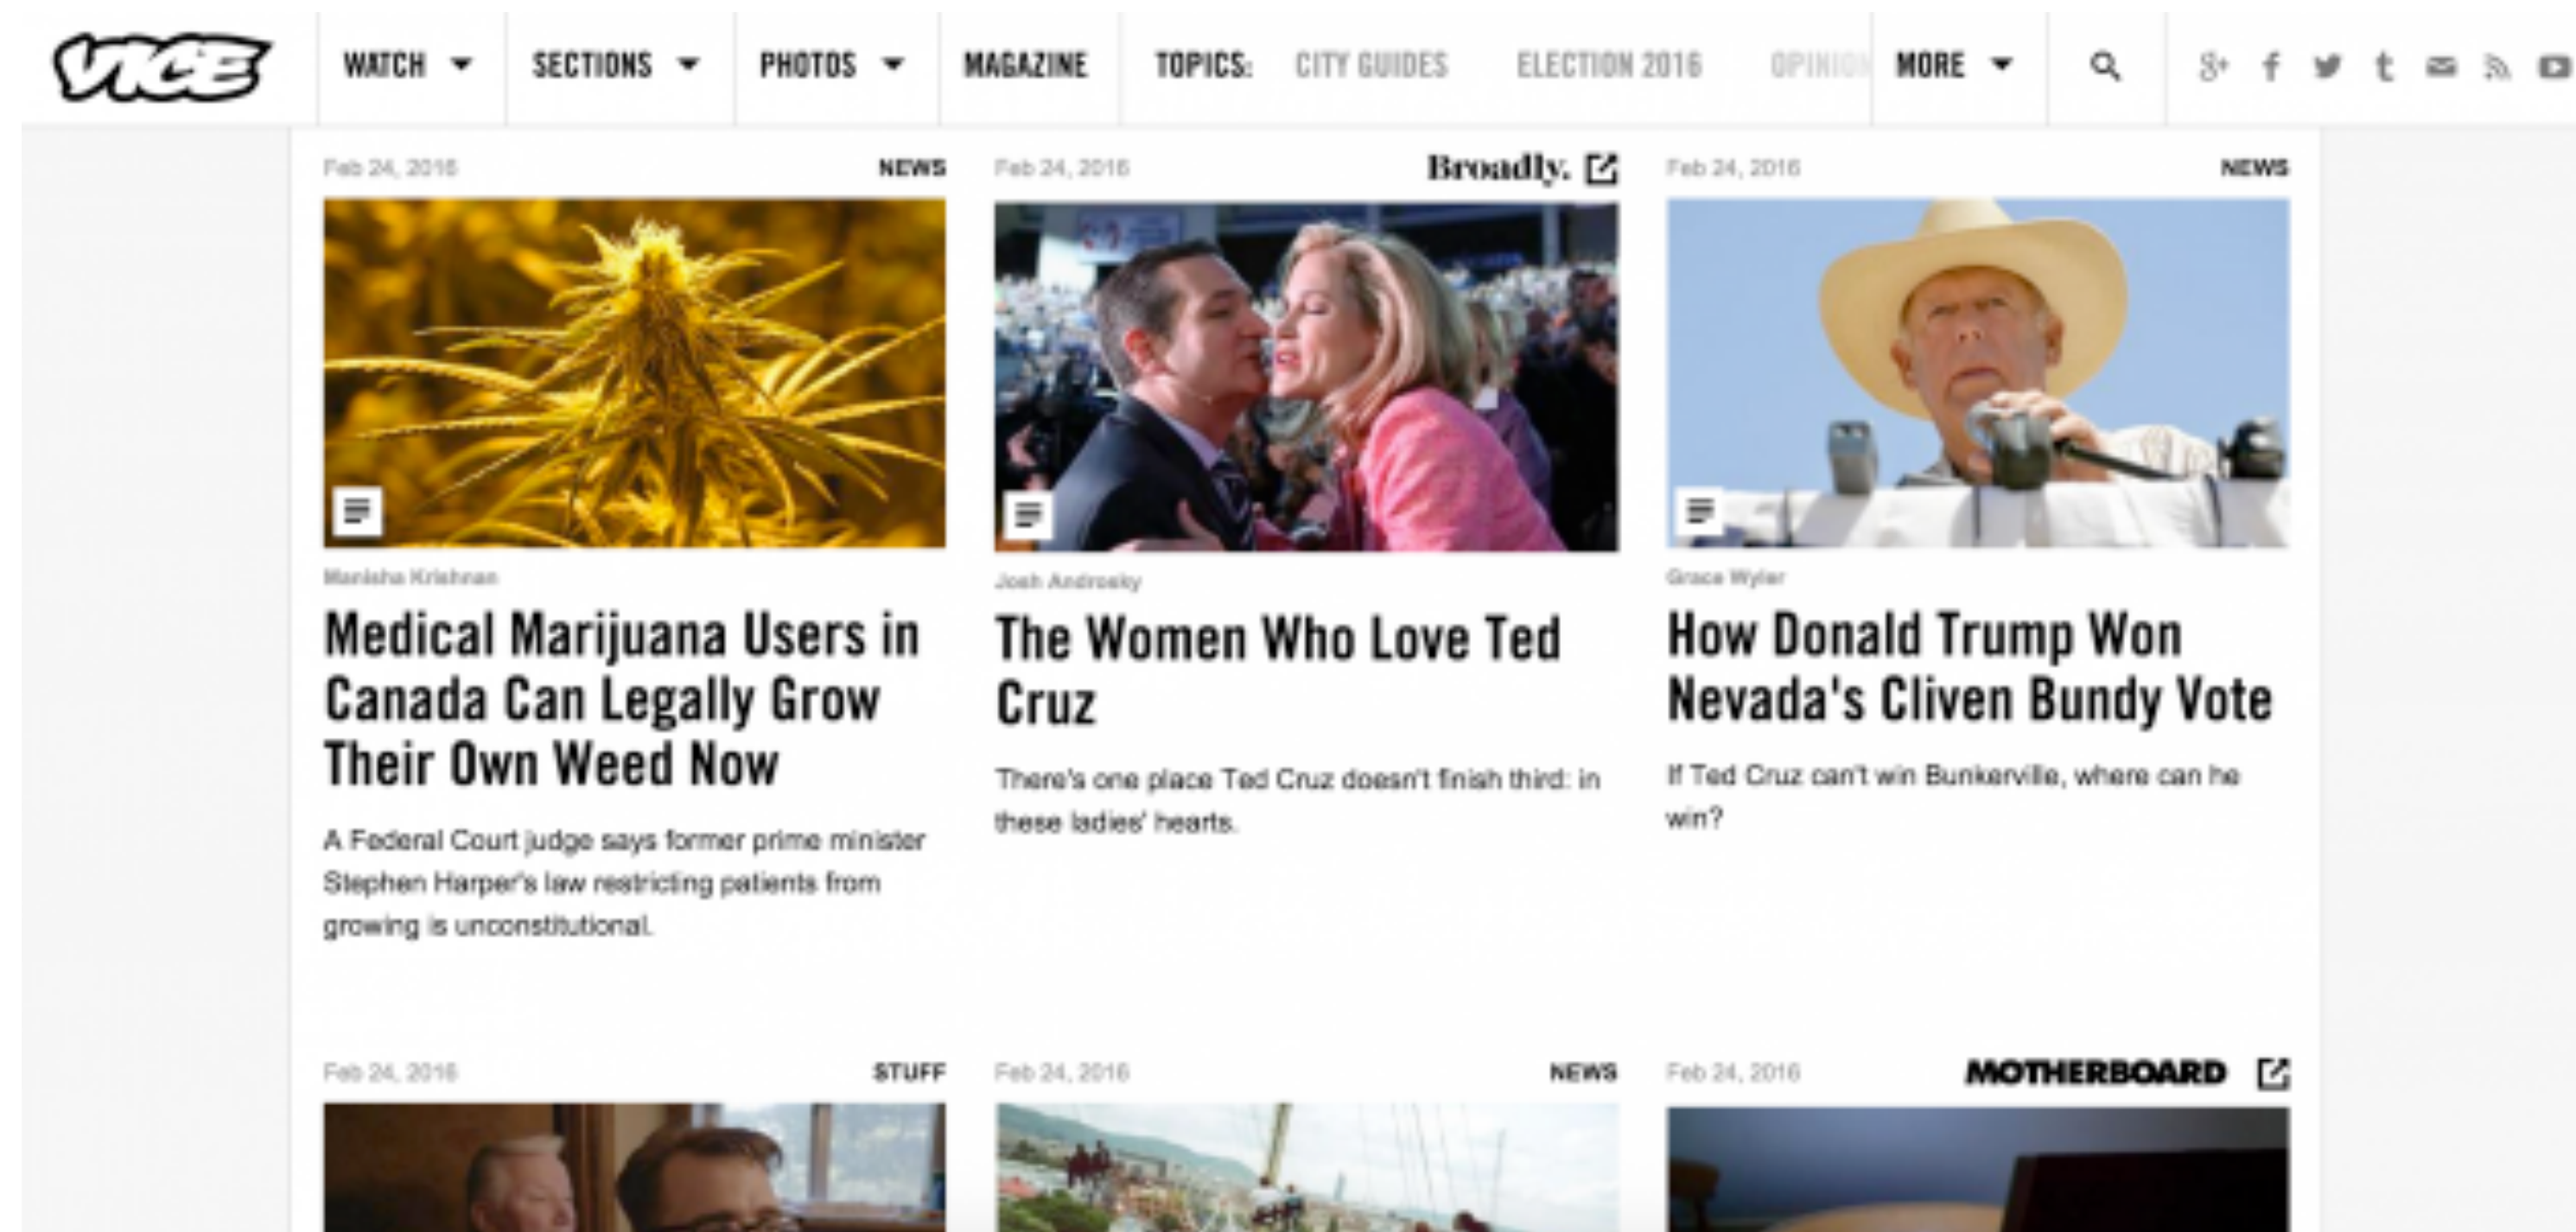 VICE
WATCH
SECTIONS
PHOTOS
MAGAZINE
TOPICS:
CITY GUIDES
ELECTION 2016
OPINION
MORE
Feb 24, 2016
NEWS
Manisha Krishnan
Medical Marijuana Users in
Canada Can Legally Grow
Their Own Weed Now
A Federal Court judge says former prime minister
Stephen Harper's law restricting patients from
growing is unconstitutional.
Feb 24, 2016
Broadly.
Josh Androsky
The Women Who Love Ted
Cruz
There's one place Ted Cruz doesn't finish third: in
these ladies' hearts.
Feb 24, 2016
NEWS
Grace Wyler
How Donald Trump Won
Nevada's Cliven Bundy Vote
If Ted Cruz can't win Bunkerville, where can he
win?
Feb 24, 2016
STUFF
Feb 24, 2016
NEWS
Feb 24, 2016
MOTHERBOARD